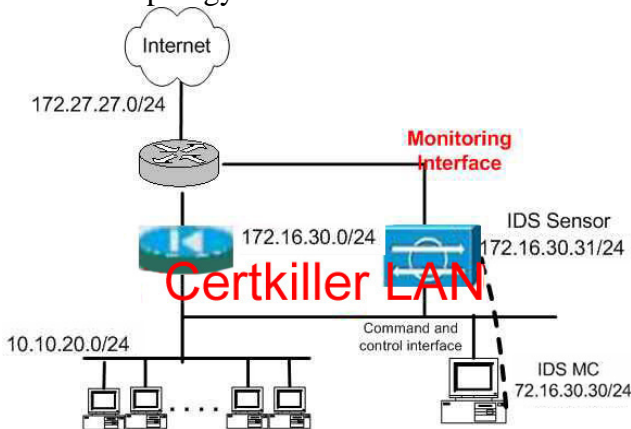 topology
Internet
172.27.27.0/24
Monitoring
Interface
172.16.30.0/24
IDS Sensor
172.16.30.31/24
Certkiller LAN
Command and
control interface
10.10.20.0/24
IDS MC
72.16.30.30/24